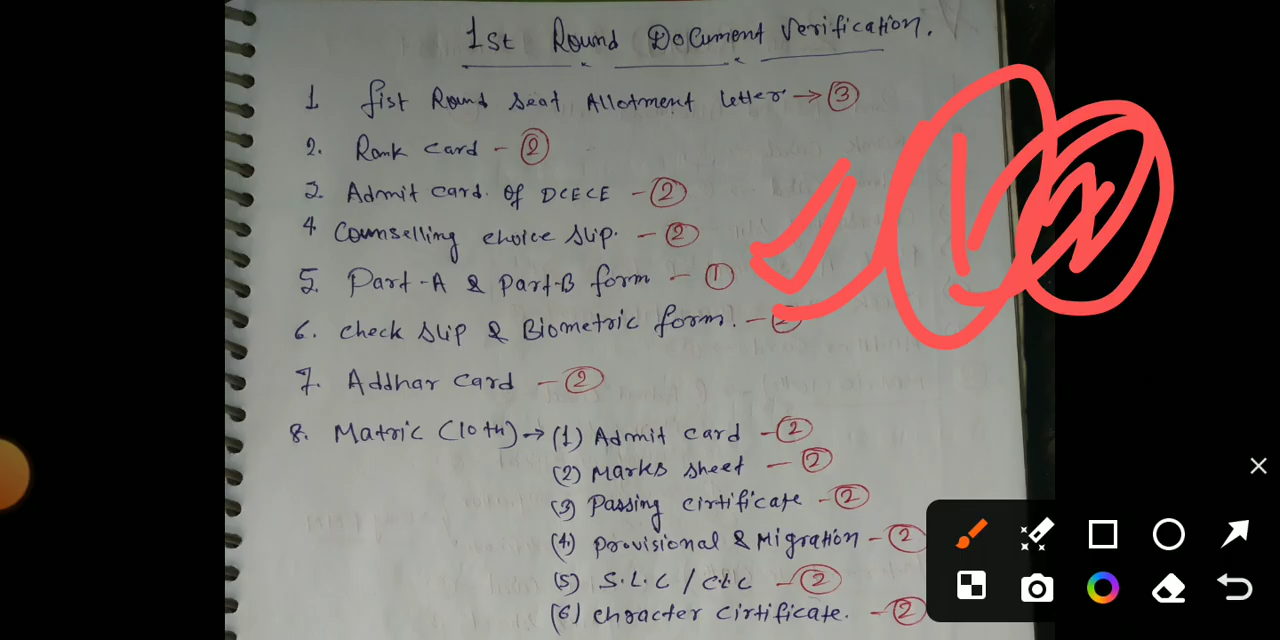 1st Round Document Verification.
1 fist Round Seat Allotment letter → 3
2. Rank card - 2
3 Admit card. Of DCECE - 2
4 Counselling choice slip. - 2
5. Part-A & Part-B form - 1
6. check slip & Biometric form. -
7. Addhar card - 2
8. Matric (10th) → (1) Admit card - 2
(2) Marks sheet - 2
(3) Passing cirtificate - 2
(4) Provisional & Migration - 2
(5) S.L.C / CLC - 2
(6) chracter cirtificate. - 2